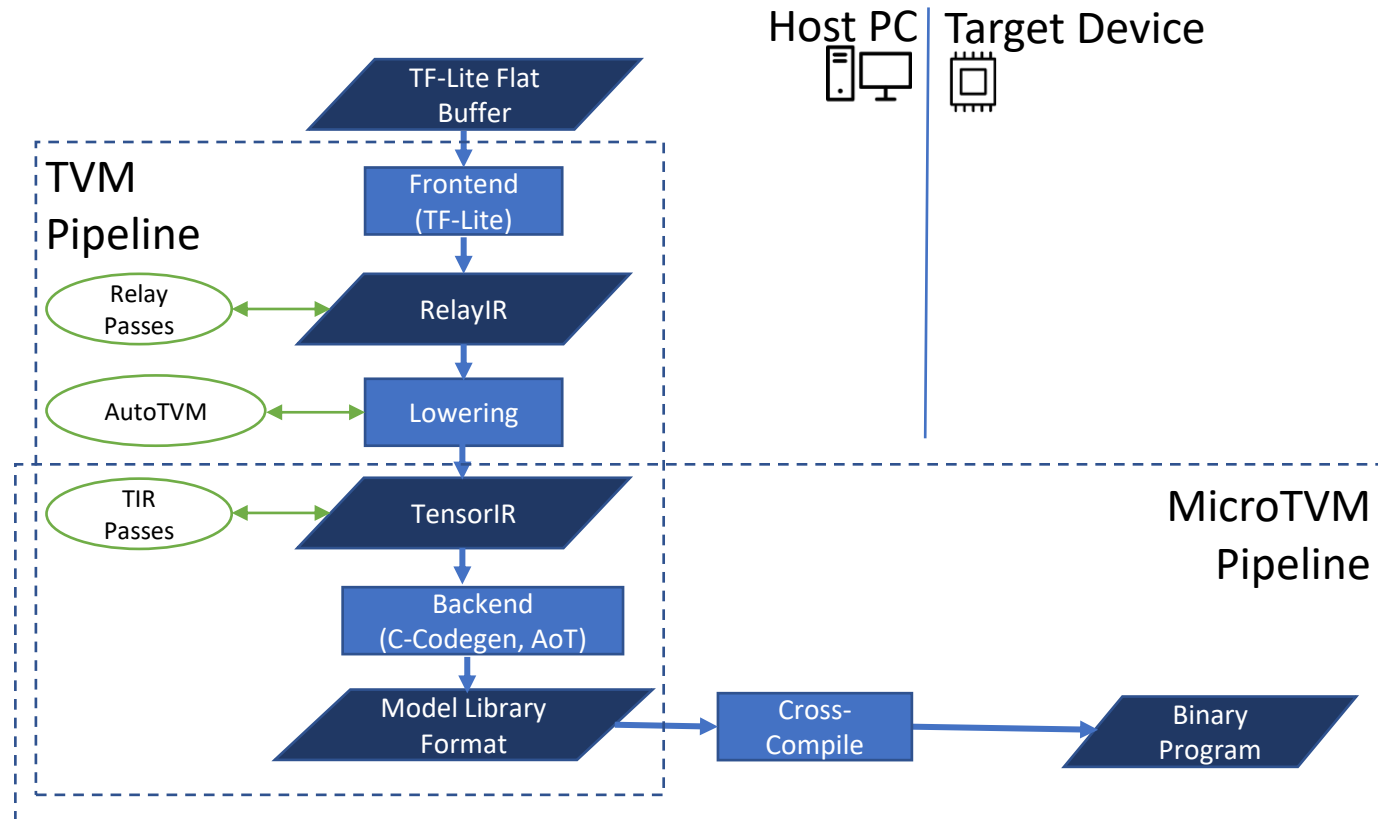 Host PC
Target Device
TF-Lite Flat
Buffer
TVM
Pipeline
Frontend
(TF-Lite)
Relay
Passes
RelayIR
AutoTVM
Lowering
TIR
Passes
TensorIR
MicroTVM
Pipeline
Backend
(C-Codegen, AoT)
Model Library
Format
Cross-
Compile
Binary
Program